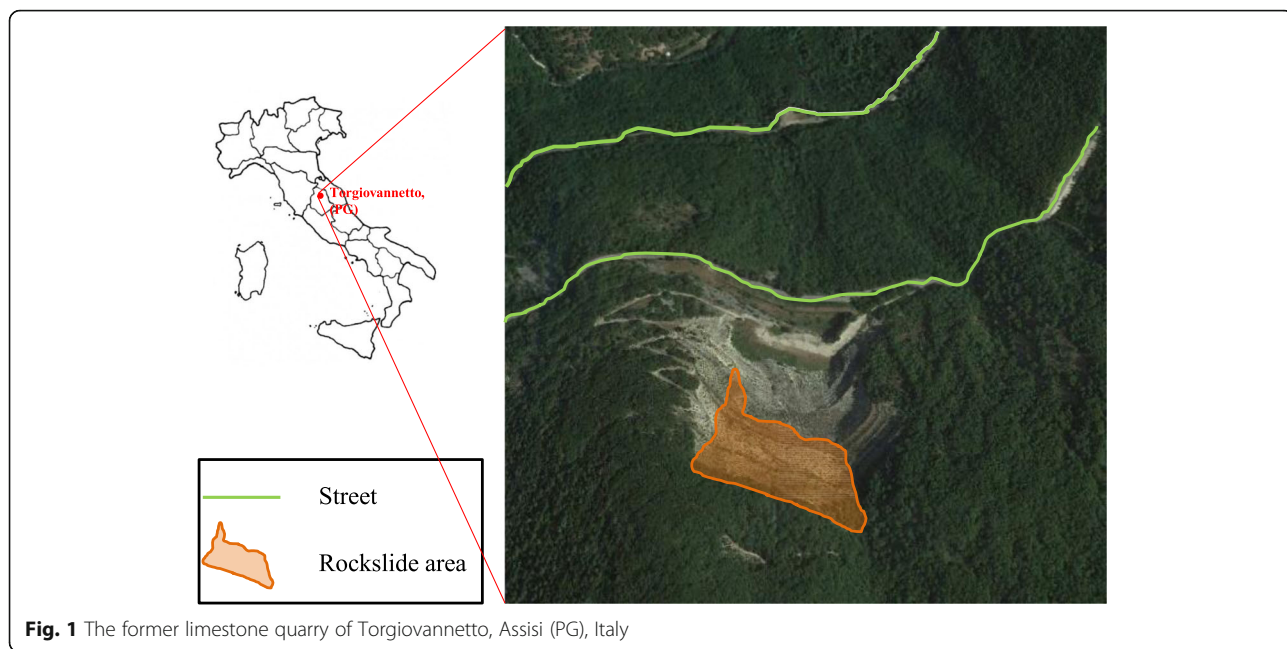 Torgiovannetto,
(PG)
Street
Rockslide area
Fig. 1 The former limestone quarry of Torgiovannetto, Assisi (PG), Italy